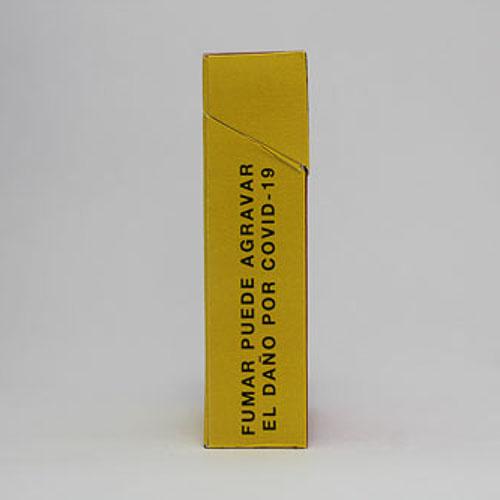 FUMAR PUEDE AGRAVAR
EL DAÑO POR COVID-19